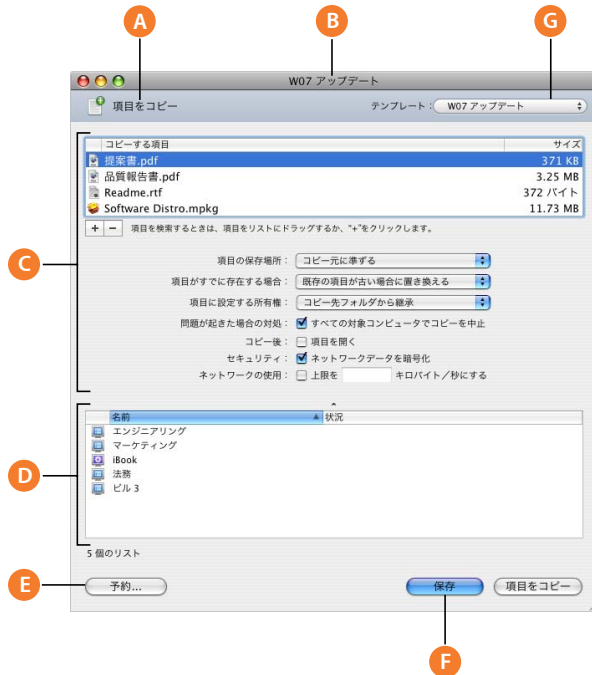 A
B
G
W07 アップデート
項目をコピー
テンプレート： W07 アップデート
コピーする項目 サイズ
提案書.pdf 371 KB
品質報告書.pdf 3.25 MB
Readme.rtf 372 バイト
Software Distro.mpkg 11.73 MB
+ − 項目を検索するときは、項目をリストにドラッグするか、"+"をクリックします。
C
項目の保存場所： コピー元に準ずる
項目がすでに存在する場合： 既存の項目が古い場合に置き換える
項目に設定する所有権： コピー先フォルダから継承
問題が起きた場合の対処： すべての対象コンピュータでコピーを中止
コピー後： 項目を開く
セキュリティ： ネットワークデータを暗号化
ネットワークの使用： 上限を キロバイト／秒にする
名前 状況
エンジニアリング
マーケティング
iBook
D
法務
ビル 3
5 個のリスト
E
予約... 保存 項目をコピー
F